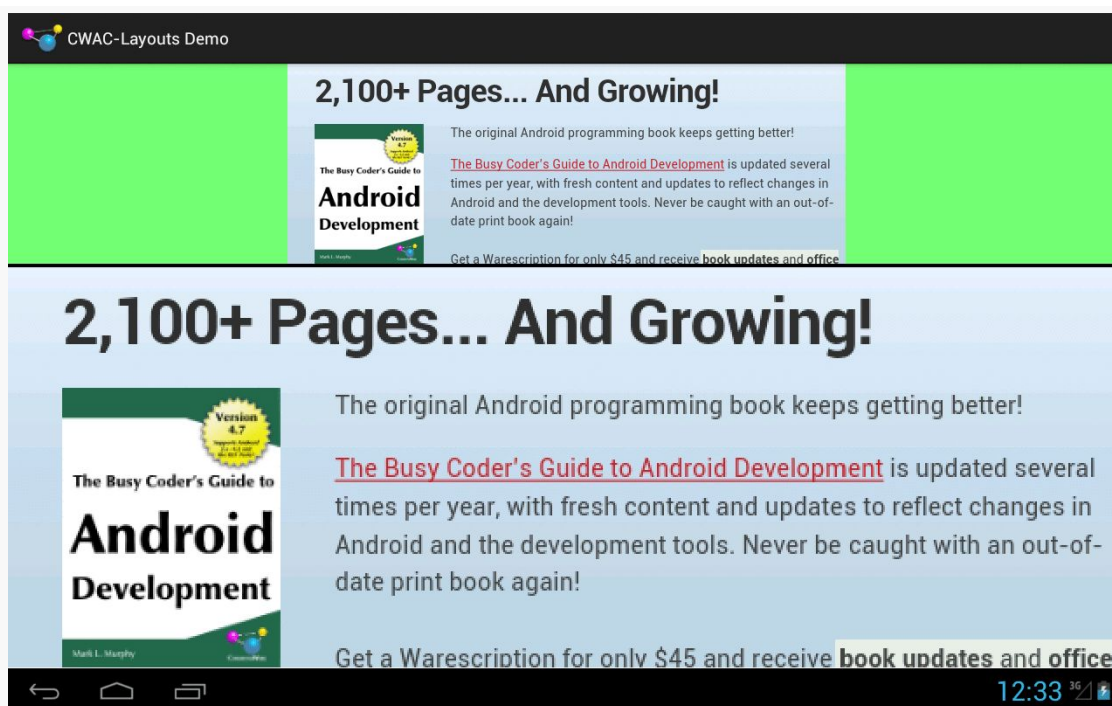 CWAC-Layouts Demo
2,100+ Pages... And Growing!
The original Android programming book keeps getting better!
Version
4.7
The Busy Coder's Guide to
Android
Development
Mark L. Murphy
The Busy Coder's Guide to Android Development is updated several
times per year, with fresh content and updates to reflect changes in
Android and the development tools. Never be caught with an out-of-
date print book again!
Get a Warescription for only $45 and receive book updates and office
2,100+ Pages... And Growing!
The original Android programming book keeps getting better!
Version
4.7
The Busy Coder's Guide to
Android
Development
Mark L. Murphy
CommonsWare
The Busy Coder's Guide to Android Development is updated several
times per year, with fresh content and updates to reflect changes in
Android and the development tools. Never be caught with an out-of-
date print book again!
Get a Warescription for only $45 and receive book updates and office
12:33 3G